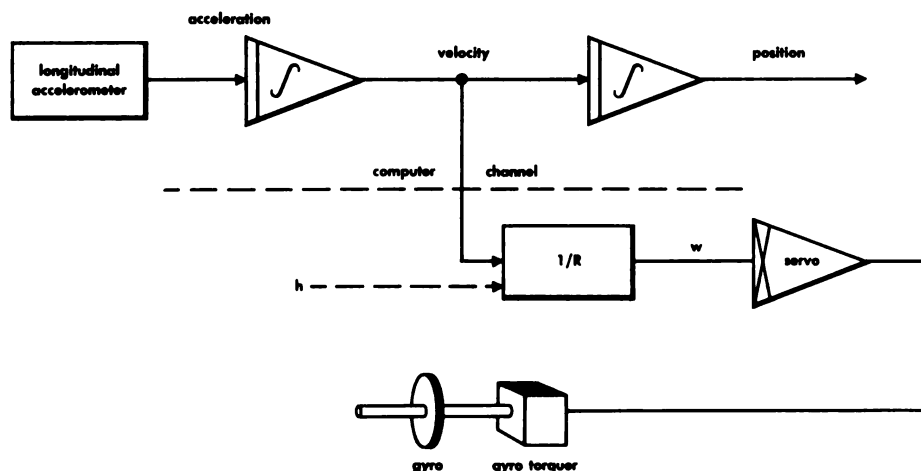 acceleration
longitudinal
accelerometer
∫
velocity
∫
position
computer channel
h
1/R
w
servo
gyro
gyro torquer